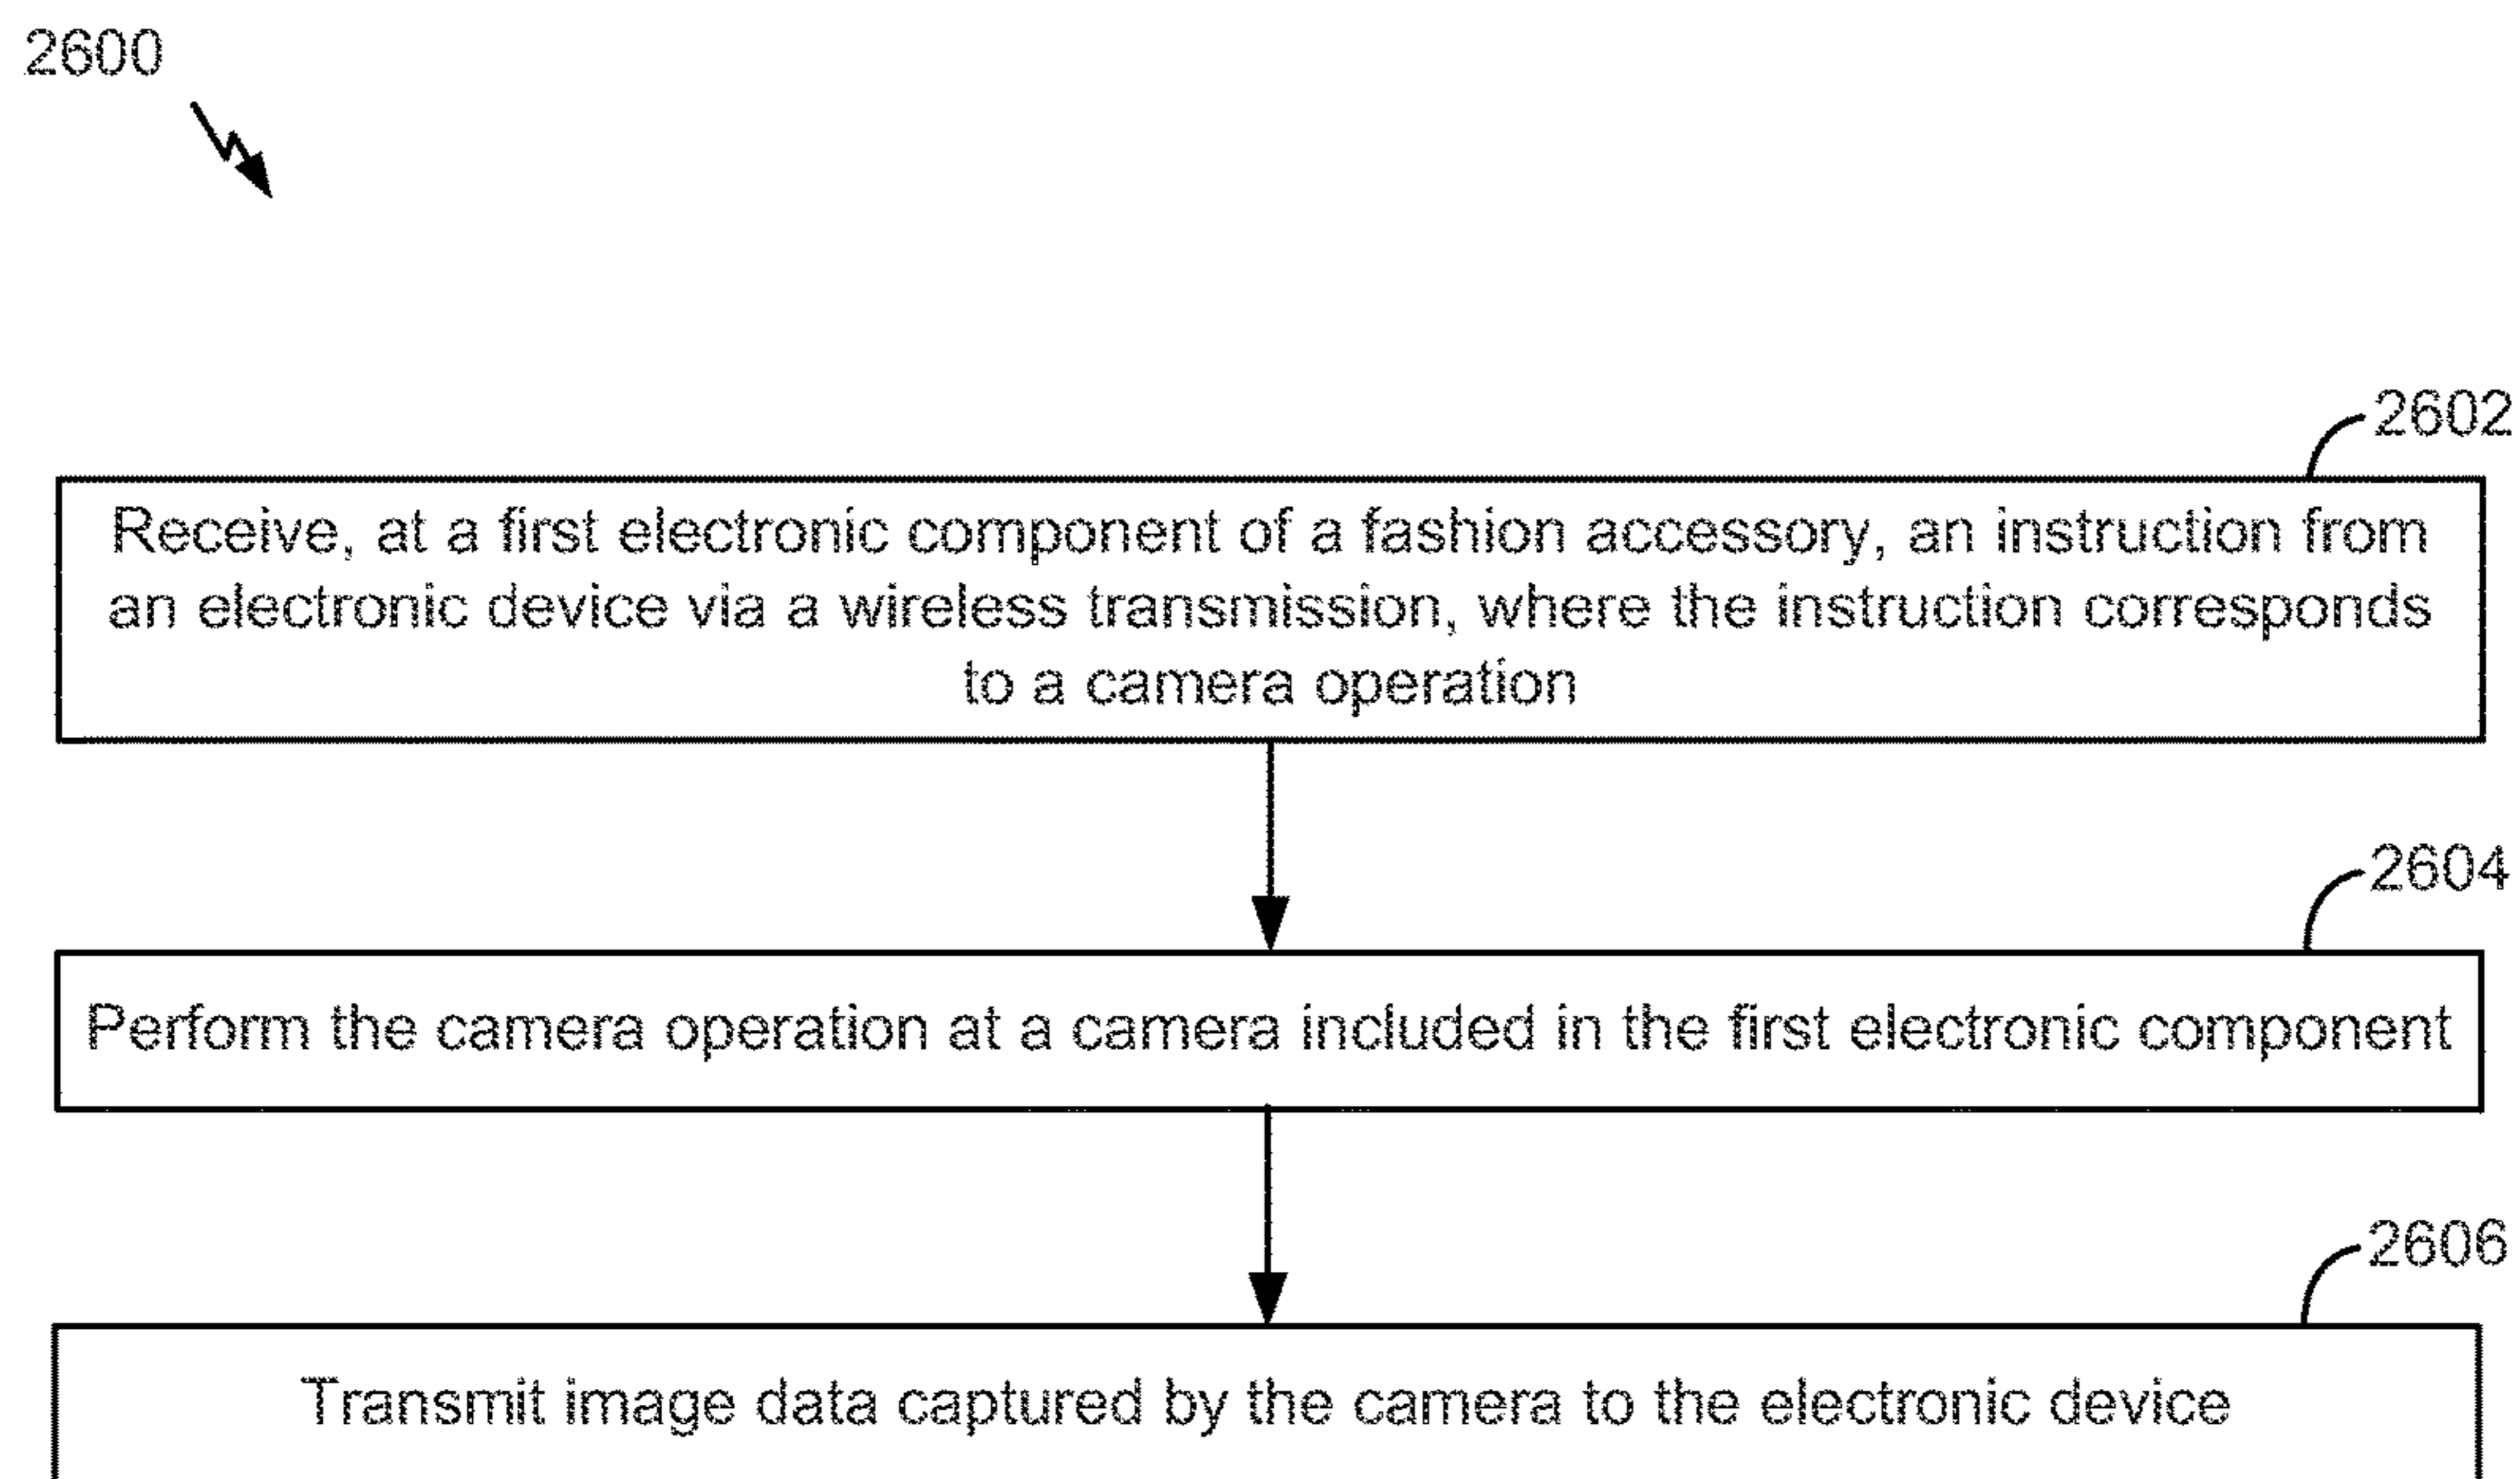 2600
2602
Receive, at a first electronic component of a fashion accessory, an instruction from
an electronic device via a wireless transmission, where the instruction corresponds
to a camera operation
2604
Perform the camera operation at a camera included in the first electronic component
2606
Transmit image data captured by the camera to the electronic device